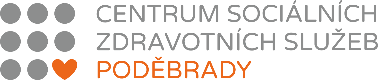 CENTRUM SOCIÁLNÍCH
ZDRAVOTNÍCH SLUŽEB
PODĚBRADY